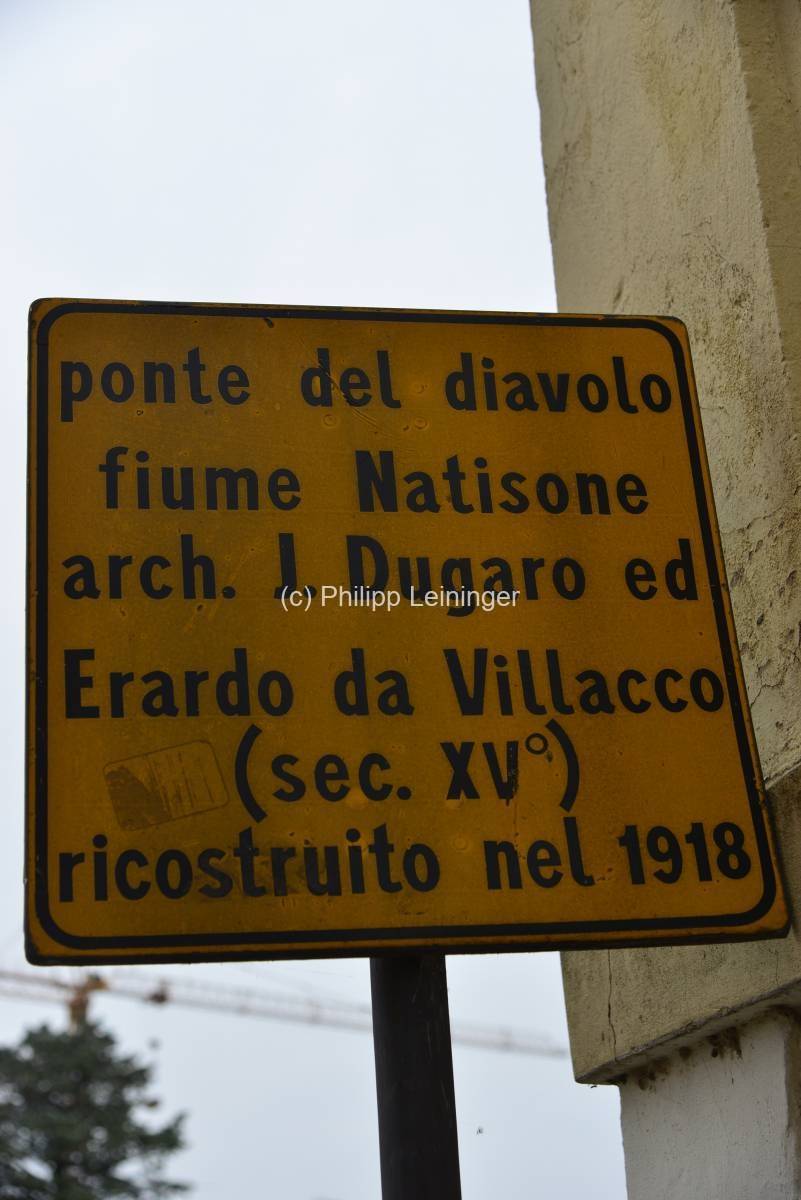 ponte del diavolo
fiume Natisone
arch. J. Dugaro ed
(c) Philipp Leininger
Erardo da Villacco
(sec. XV°)
ricostruito nel 1918